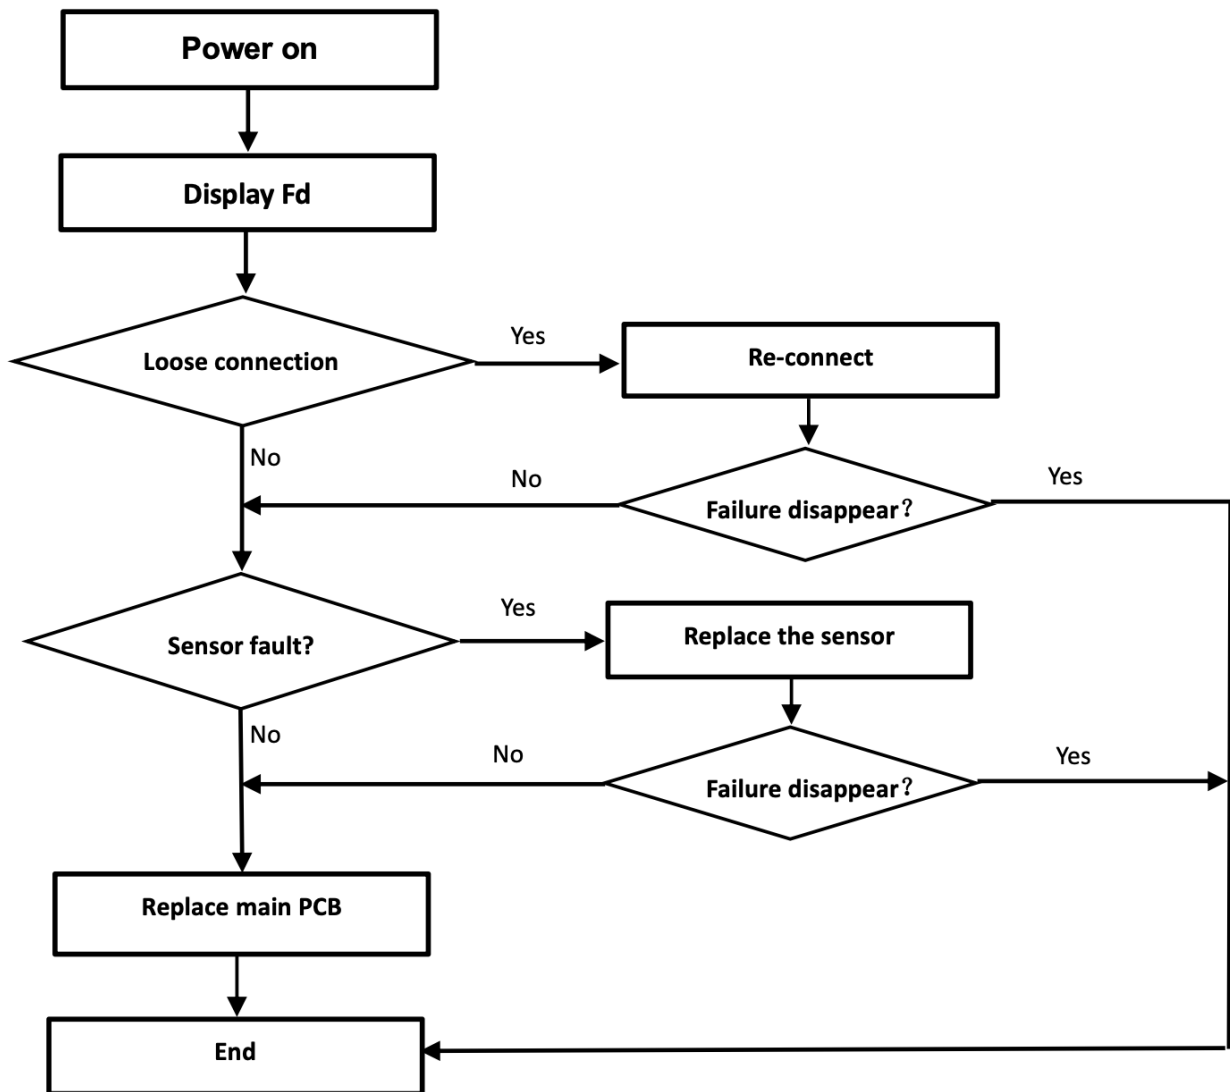 Power on
Display Fd
Loose connection
Yes
Re-connect
No
No
Failure disappear？
Yes
Sensor fault?
Yes
Replace the sensor
No
No
Failure disappear？
Yes
Replace main PCB
End